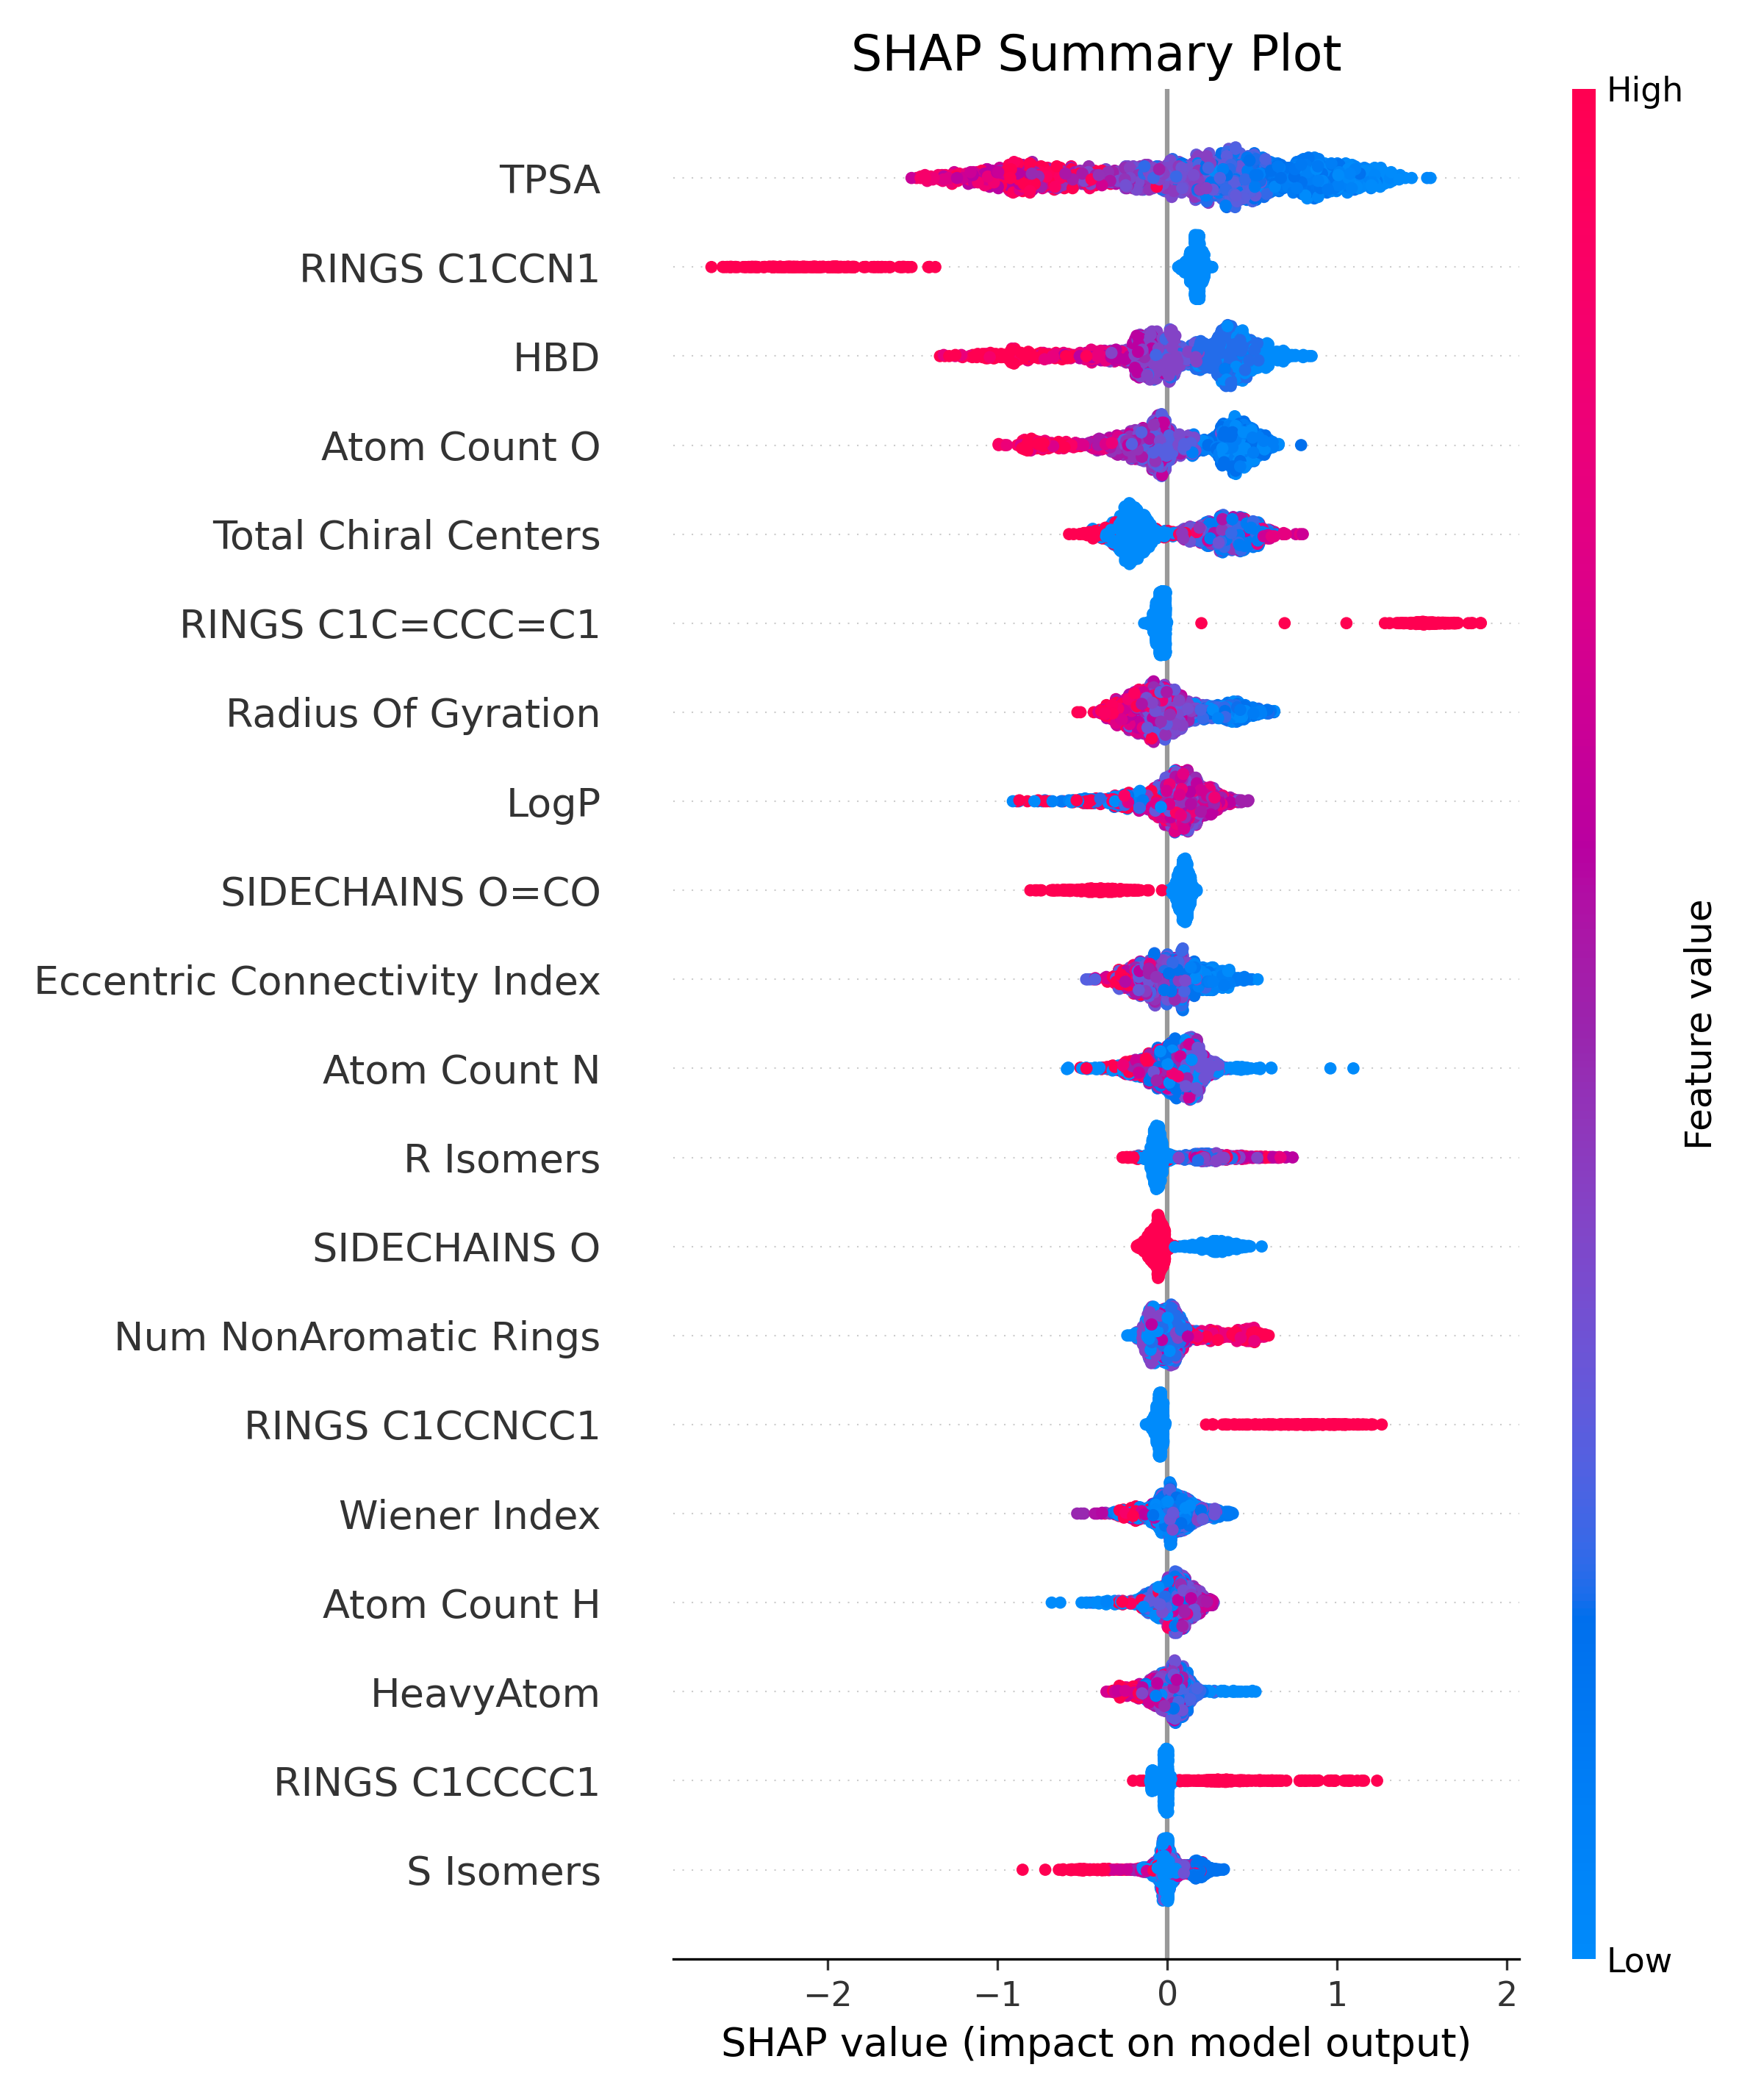 SHAP Summary Plot
High
TPSA
RINGS C1CCN1
HBD
Atom Count O
Total Chiral Centers
RINGS C1C=CCC=C1
Radius Of Gyration
LogP
SIDECHAINS O=CO
Eccentric Connectivity Index
Atom Count N
R Isomers
SIDECHAINS O
Num NonAromatic Rings
RINGS C1CCNCC1
Wiener Index
Atom Count H
HeavyAtom
RINGS C1CCCC1
S Isomers
Feature value
Low
−2 −1 0 1 2
SHAP value (impact on model output)